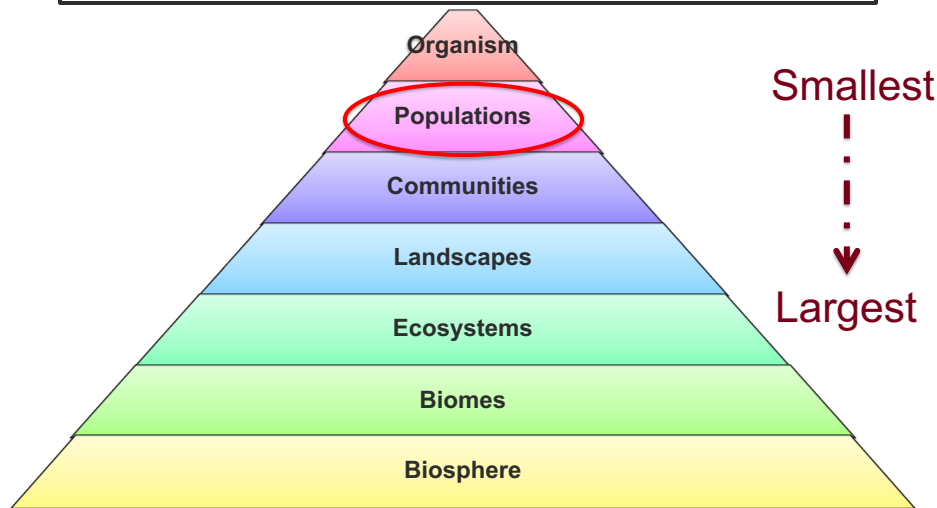 Organism
Populations
Communities
Landscapes
Ecosystems
Biomes
Biosphere
Smallest
Largest